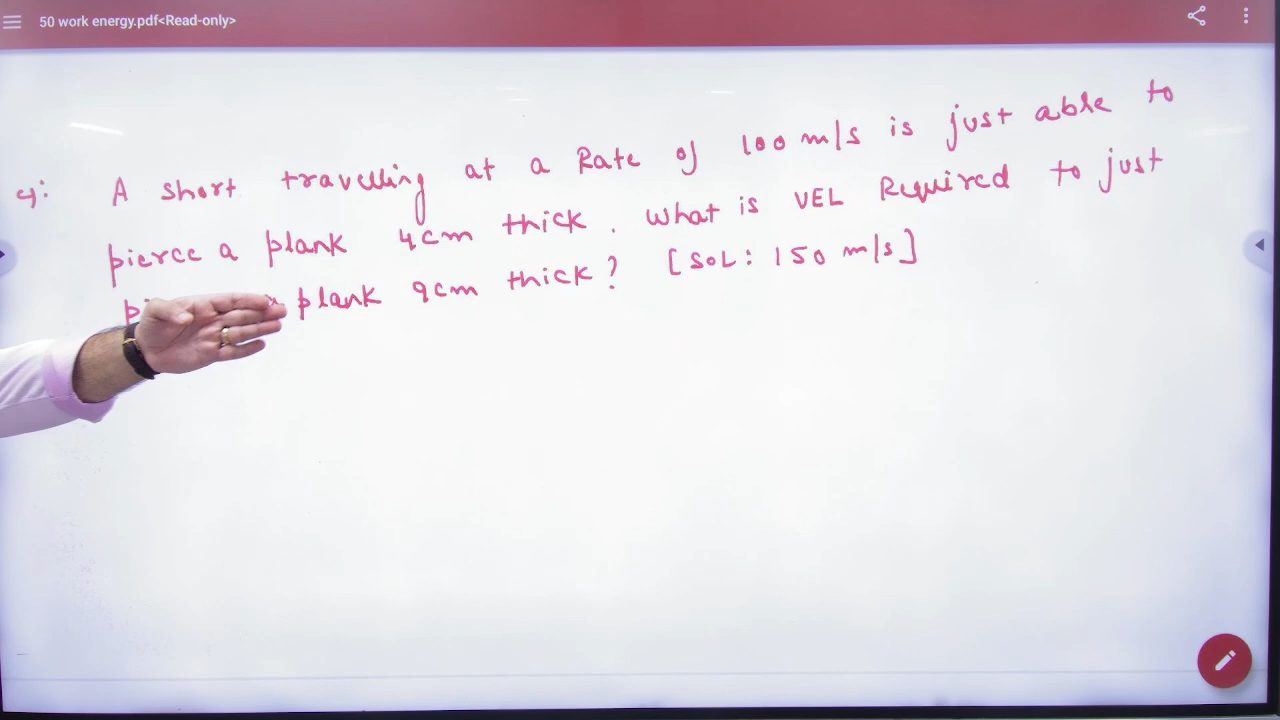 50 work energy.pdf<Read-only>
A short travelling at a Rate of 100 m/s is just able to
pierce a plank 4cm thick. What is VEL Required to just
plank 9cm thick? [SOL: 150 m/s]